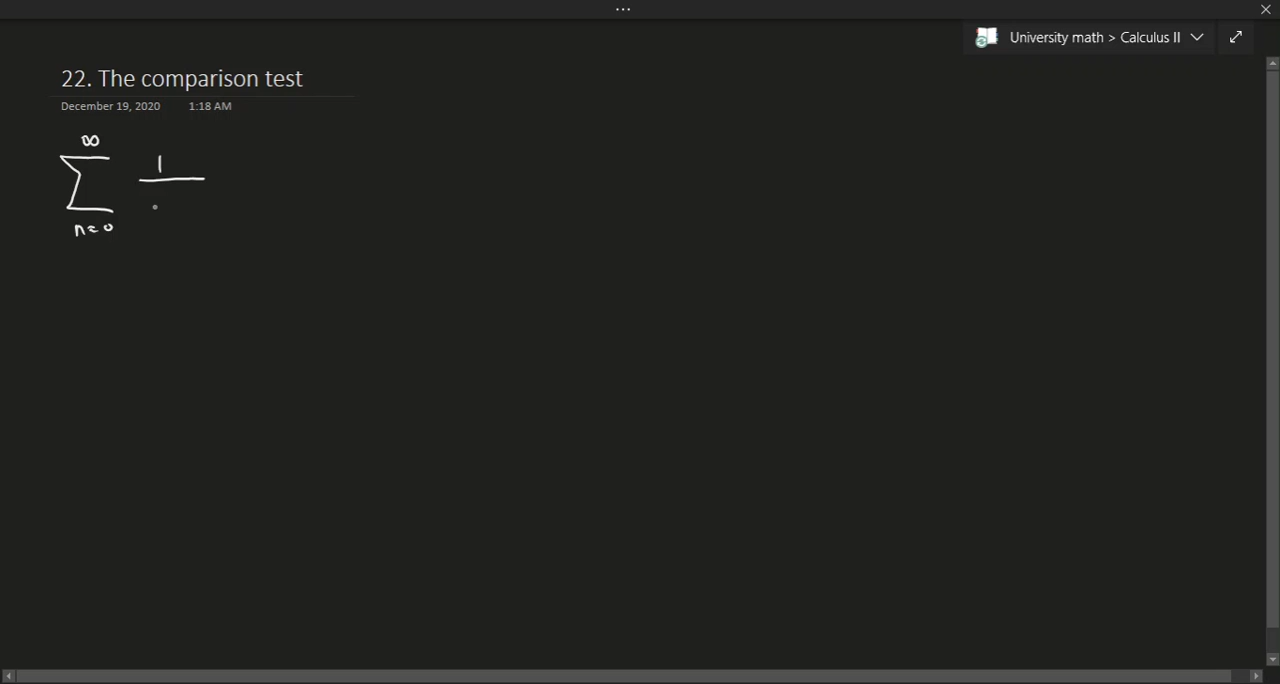 ...
University math > Calculus II
22. The comparison test
December 19, 2020 1:18 AM
∞
∑ 1
n=0